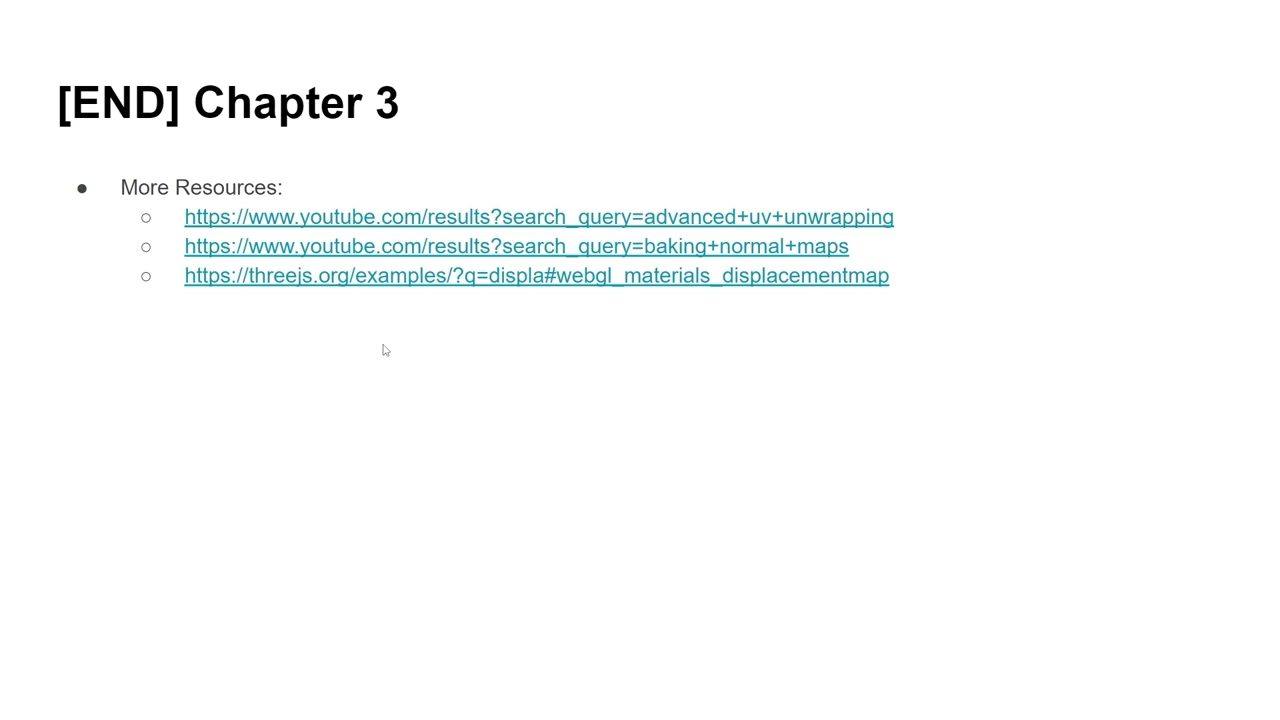 [END] Chapter 3
● More Resources:
○ https://www.youtube.com/results?search_query=advanced+uv+unwrapping
○ https://www.youtube.com/results?search_query=baking+normal+maps
○ https://threejs.org/examples/?q=displa#webgl_materials_displacementmap